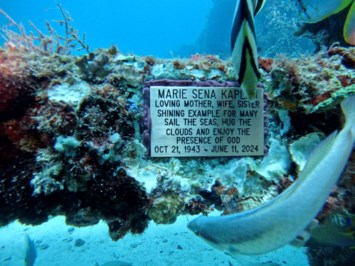 MARIE SENA KAPL
LOVING MOTHER, WIFE, SISTER
SHINING EXAMPLE FOR MANY
SAIL THE SEAS, HUG THE
CLOUDS AND ENJOY THE
PRESENCE OF GOD
OCT 21, 1943 - JUNE 11, 2024